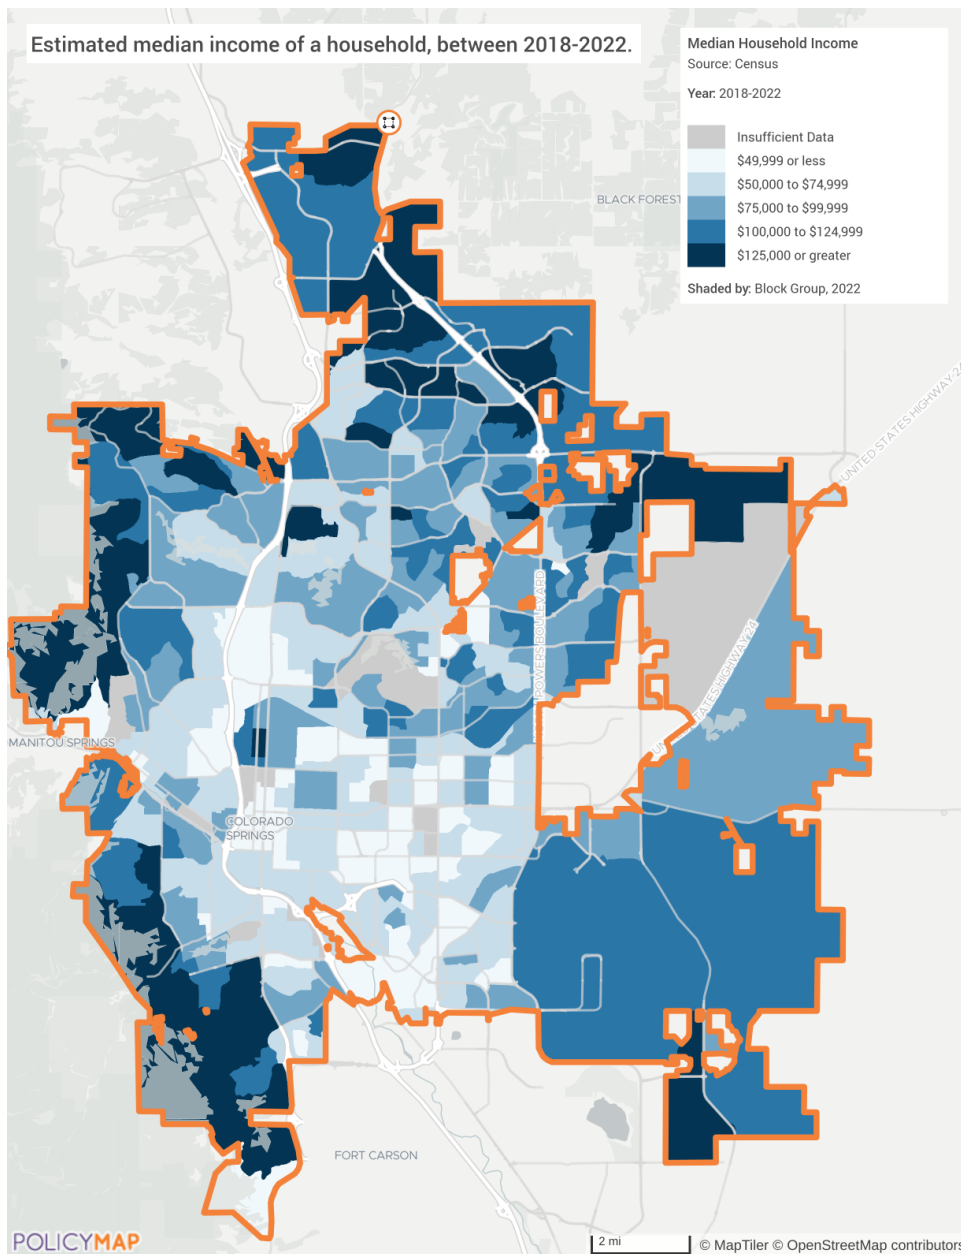 Estimated median income of a household, between 2018-2022.
Median Household Income
Source: Census
Year: 2018-2022
Insufficient Data
$49,999 or less
$50,000 to $74,999
$75,000 to $99,999
$100,000 to $124,999
$125,000 or greater
Shaded by: Block Group, 2022
BLACK FOREST
UNITED STATES HIGHWAY 24
POWERS BOULEVARD
STATES HIGHWAY 24
MANITOU SPRINGS
COLORADO
SPRINGS
FORT CARSON
POLICYMAP
2 mi
© MapTiler © OpenStreetMap contributors